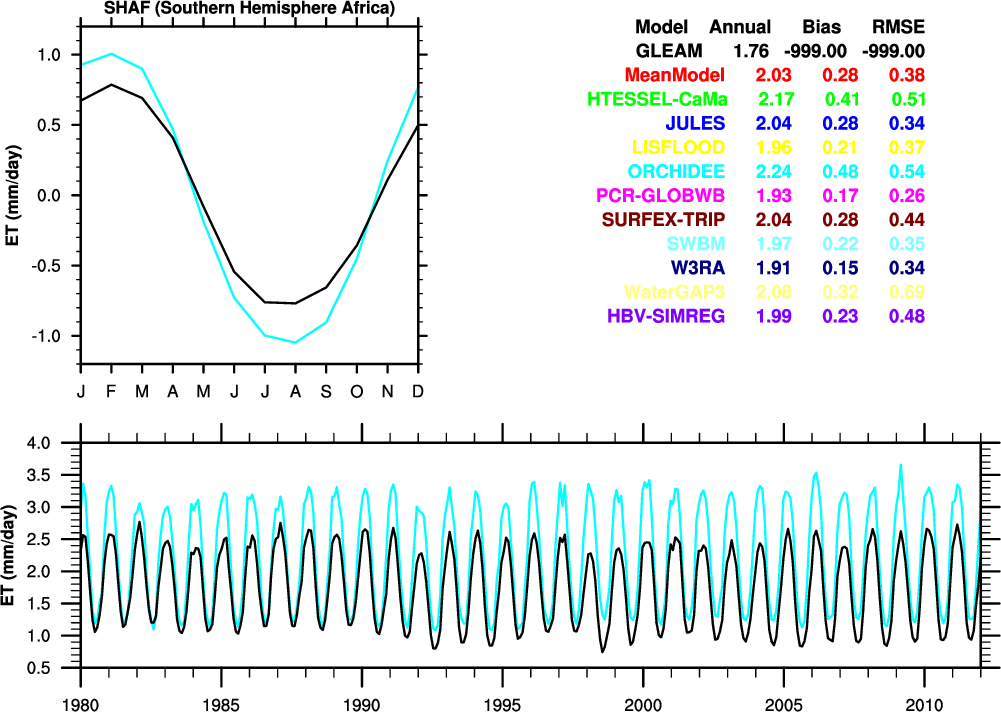 SHAF (Southern Hemisphere Africa)
Model Annual Bias RMSE
GLEAM 1.76 -999.00 -999.00
MeanModel 2.03 0.28 0.38
HTESSEL-CaMa 2.17 0.41 0.51
JULES 2.04 0.28 0.34
LISFLOOD 1.96 0.21 0.37
ORCHIDEE 2.24 0.48 0.54
PCR-GLOBWB 1.93 0.17 0.26
SURFEX-TRIP 2.04 0.28 0.44
SWBM 1.97 0.22 0.35
W3RA 1.91 0.15 0.34
WaterGAP3 2.08 0.32 0.69
HBV-SIMREG 1.99 0.23 0.48
ET (mm/day)
1.0
0.5
0.0
-0.5
-1.0
J F M A M J J A S O N D
ET (mm/day)
4.0
3.5
3.0
2.5
2.0
1.5
1.0
0.5
1980 1985 1990 1995 2000 2005 2010